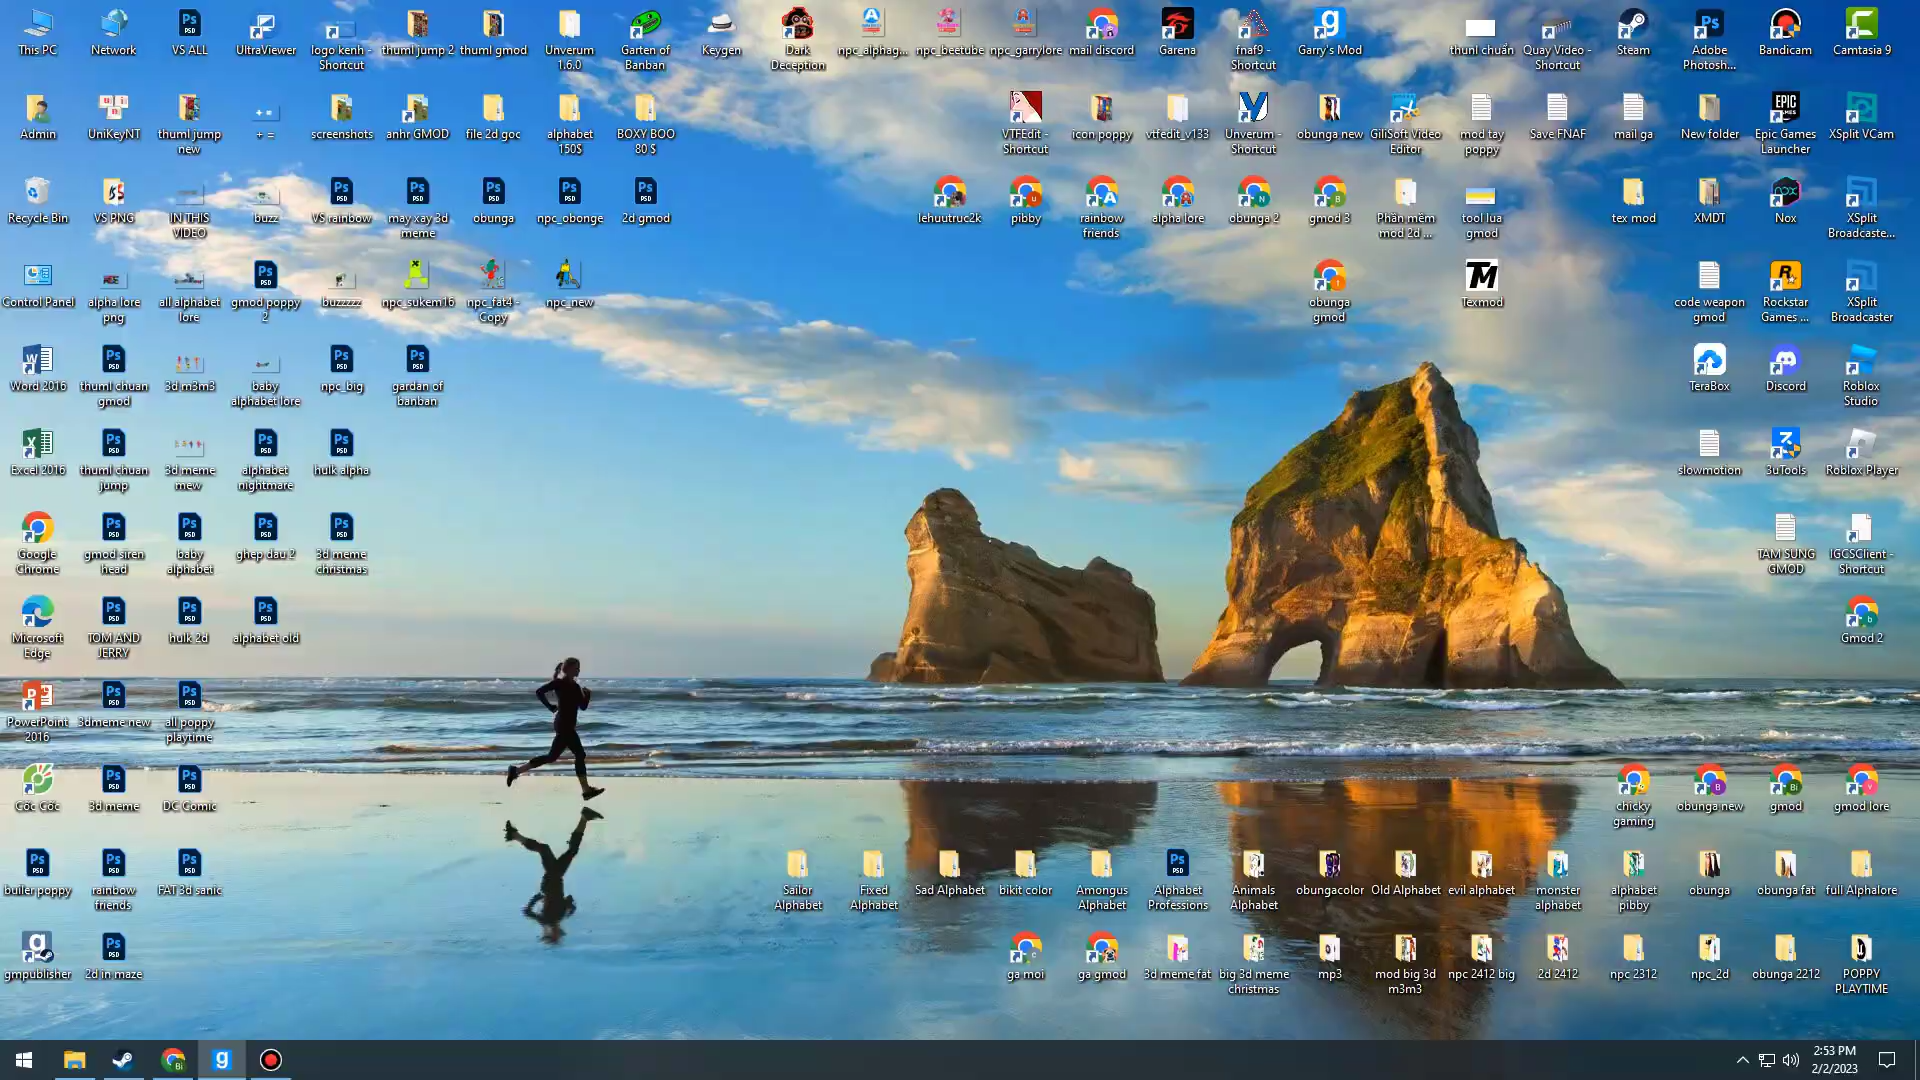 This PC
Network
VS ALL
UltraViewer
logo kenh -
Shortcut
thuml jump 2
thuml gmod
Unverum
1.6.0
Garten of
Banban
Keygen
Dark
Deception
npc_alphag...
npc_beetube
npc_garrylore
mail discord
Garena
fnaf9 -
Shortcut
Garry's Mod
thunl chuẩn
Quay Video -
Shortcut
Steam
Adobe
Photosh...
Bandicam
Camtasia 9
Admin
UniKeyNT
thuml jump
new
+ =
screenshots
anhr GMOD
file 2d goc
alphabet
150$
BOXY BOO
80 $
VTFEdit -
Shortcut
icon poppy
vtfedit_v133
Unverum -
Shortcut
obunga new
GiliSoft Video
Editor
mod tay
poppy
Save FNAF
mail ga
New folder
Epic Games
Launcher
XSplit VCam
Recycle Bin
VS PNG
IN THIS
VIDEO
buzz
VS rainbow
may xay 3d
meme
obunga
npc_obonge
2d gmod
lehuutruc2k
pibby
rainbow
friends
alpha lore
obunga 2
gmod 3
Phần mềm
mod 2d ...
tool lua
gmod
tex mod
XMDT
Nox
XSplit
Broadcaste...
Control Panel
alpha lore
png
all alphabet
lore
gmod poppy
2
buzzzzz
npc_sukem16
npc_fat4 -
Copy
npc_new
obunga
gmod
Texmod
code weapon
gmod
Rockstar
Games ...
XSplit
Broadcaster
Word 2016
thuml chuan
gmod
3d m3m3
baby
alphabet lore
npc_big
gardan of
banban
TeraBox
Discord
Roblox
Studio
Excel 2016
thuml chuan
jump
3d meme
mew
alphabet
nightmare
hulk alpha
slowmotion
3uTools
Roblox Player
Google
Chrome
gmod siren
head
baby
alphabet
ghep dau 2
3d meme
christmas
TAM SUNG
GMOD
IGCSClient -
Shortcut
Microsoft
Edge
TOM AND
JERRY
hulk 2d
alphabet old
Gmod 2
PowerPoint
2016
3dmeme new
all poppy
playtime
Cốc Cốc
3d meme
DC Comic
chicky
gaming
obunga new
gmod
gmod lore
builer poppy
rainbow
friends
FAT 3d sanic
Sailor
Alphabet
Fixed
Alphabet
Sad Alphabet
bikit color
Amongus
Alphabet
Alphabet
Professions
Animals
Alphabet
obungacolor
Old Alphabet
evil alphabet
monster
alphabet
alphabet
pibby
obunga
obunga fat
full Alphalore
gmpublisher
2d in maze
ga moi
ga gmod
3d meme fat
big 3d meme
christmas
mp3
mod big 3d
m3m3
npc 2412 big
2d 2412
npc 2312
npc_2d
obunga 2212
POPPY
PLAYTIME
2:53 PM
2/2/2023